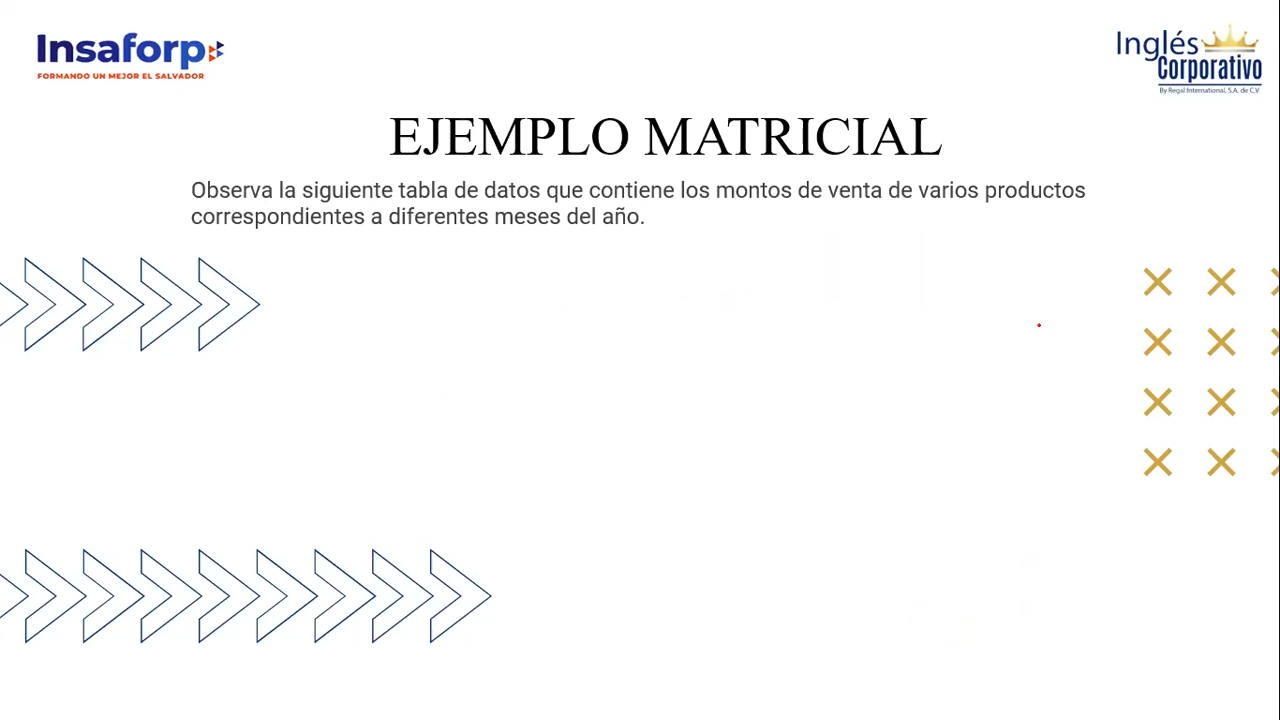 Insaforp
FORMANDO UN MEJOR EL SALVADOR
Inglés
Corporativo
By Regal International, S.A. de C.V
EJEMPLO MATRICIAL
Observa la siguiente tabla de datos que contiene los montos de venta de varios productos
correspondientes a diferentes meses del año.